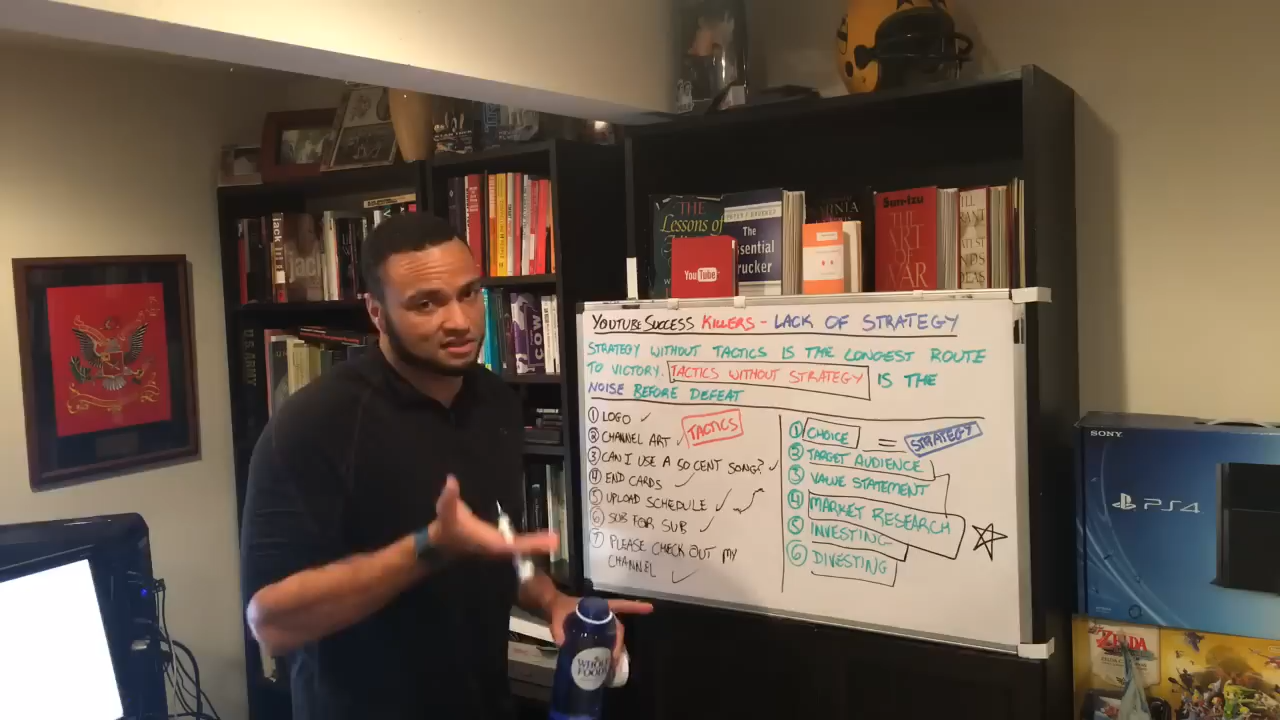 YOUTUBE SUCCESS KILLERS - LACK OF STRATEGY
STRATEGY WITHOUT TACTICS IS THE LONGEST ROUTE
TO VICTORY. TACTICS WITHOUT STRATEGY IS THE
NOISE BEFORE DEFEAT
① LOGO ✓
TACTICS
② CHANNEL ART ✓
③ CAN I USE A 50 CENT SONG? ✓
④ END CARDS ✓
⑤ UPLOAD SCHEDULE ✓
⑥ SUB FOR SUB ✓
⑦ PLEASE CHECK OUT MY
CHANNEL ✓
① CHOICE = STRATEGY
② TARGET AUDIENCE
③ VALUE STATEMENT
④ MARKET RESEARCH
⑤ INVESTING
⑥ DIVESTING
THE
Lessons of
YouTube
The
Essential
Drucker
Sun-tzu
THE
ART
OF
WAR
jack
U.S. ARMY
COW
WHOLE
FOODS
SONY
PS4
ZELDA